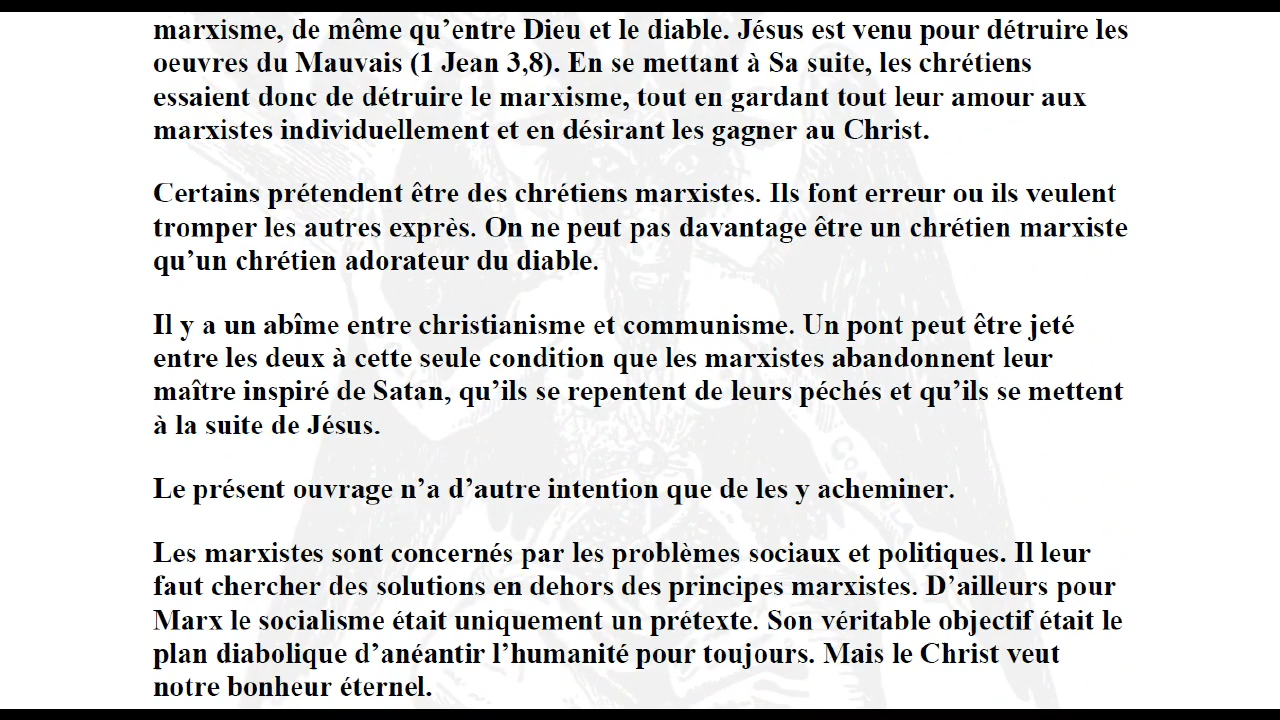 marxisme, de même qu’entre Dieu et le diable. Jésus est venu pour détruire les
oeuvres du Mauvais (1 Jean 3,8). En se mettant à Sa suite, les chrétiens
essaient donc de détruire le marxisme, tout en gardant tout leur amour aux
marxistes individuellement et en désirant les gagner au Christ.
Certains prétendent être des chrétiens marxistes. Ils font erreur ou ils veulent
tromper les autres exprès. On ne peut pas davantage être un chrétien marxiste
qu’un chrétien adorateur du diable.
Il y a un abîme entre christianisme et communisme. Un pont peut être jeté
entre les deux à cette seule condition que les marxistes abandonnent leur
maître inspiré de Satan, qu’ils se repentent de leurs péchés et qu’ils se mettent
à la suite de Jésus.
Le présent ouvrage n’a d’autre intention que de les y acheminer.
Les marxistes sont concernés par les problèmes sociaux et politiques. Il leur
faut chercher des solutions en dehors des principes marxistes. D’ailleurs pour
Marx le socialisme était uniquement un prétexte. Son véritable objectif était le
plan diabolique d’anéantir l’humanité pour toujours. Mais le Christ veut
notre bonheur éternel.